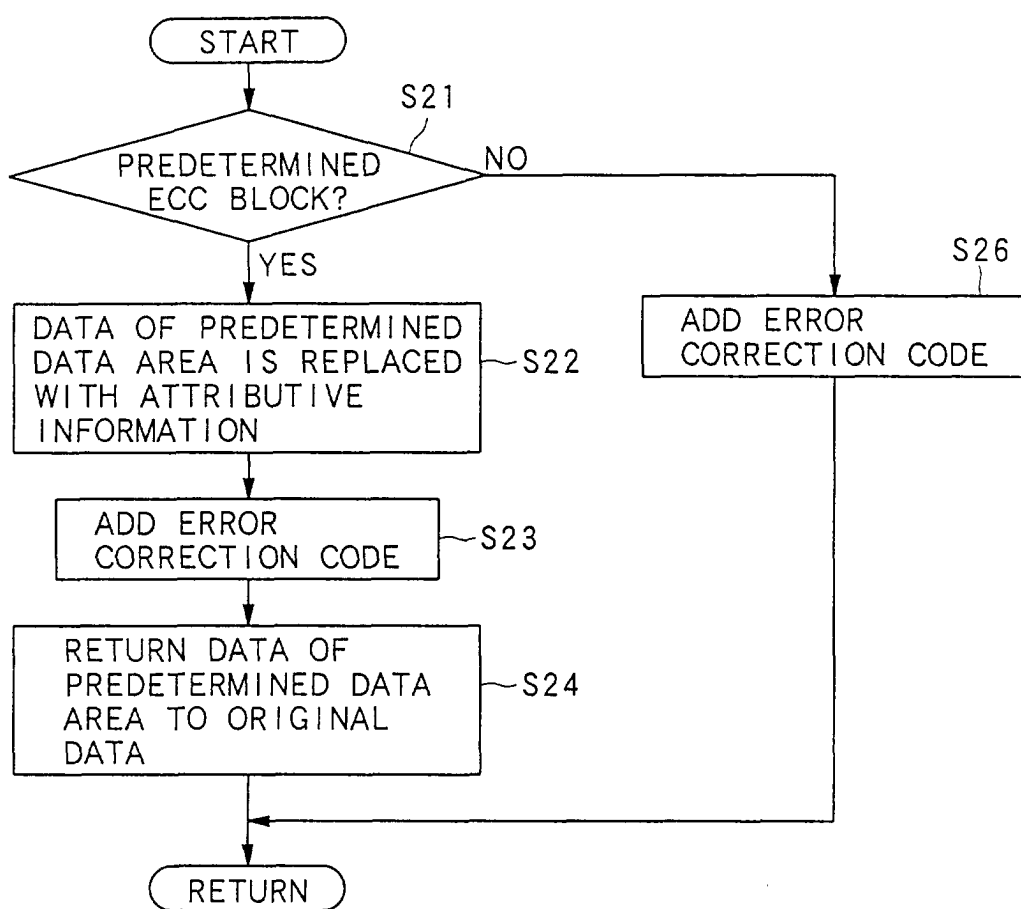 START
S21
PREDETERMINED
ECC BLOCK?
NO
YES
S26
DATA OF PREDETERMINED
DATA AREA IS REPLACED
WITH ATTRIBUTIVE
INFORMATION
S22
ADD ERROR
CORRECTION CODE
ADD ERROR
CORRECTION CODE
S23
RETURN DATA OF
PREDETERMINED DATA
AREA TO ORIGINAL
DATA
S24
RETURN